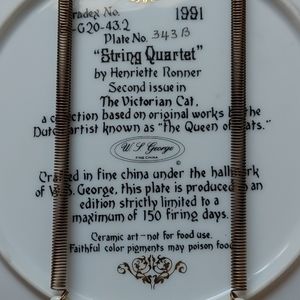 radex No. 1991
-G20-43.2
Plate No. 343B
"String Quartet"
by Henriette Ronner
Second issue in
The Victorian Cat,
a collection based on original works by the
Dutch artist known as "The Queen of Cats."
W S George
FINE CHINA
©
Crafted in fine china under the hallmark
of W.S. George, this plate is produced in an
edition strictly limited to a
maximum of 150 firing days.
Ceramic art-not for food use.
Faithful color pigments may poison food.